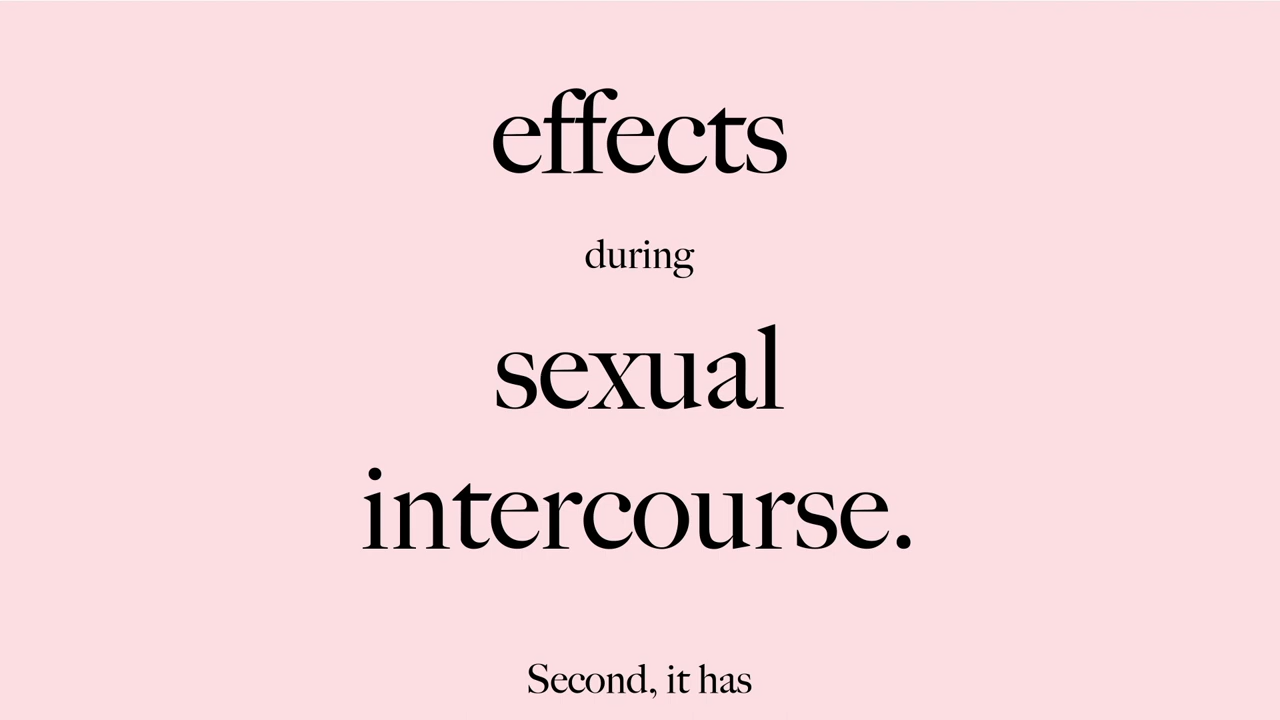 effects
during
sexual
intercourse.
Second, it has